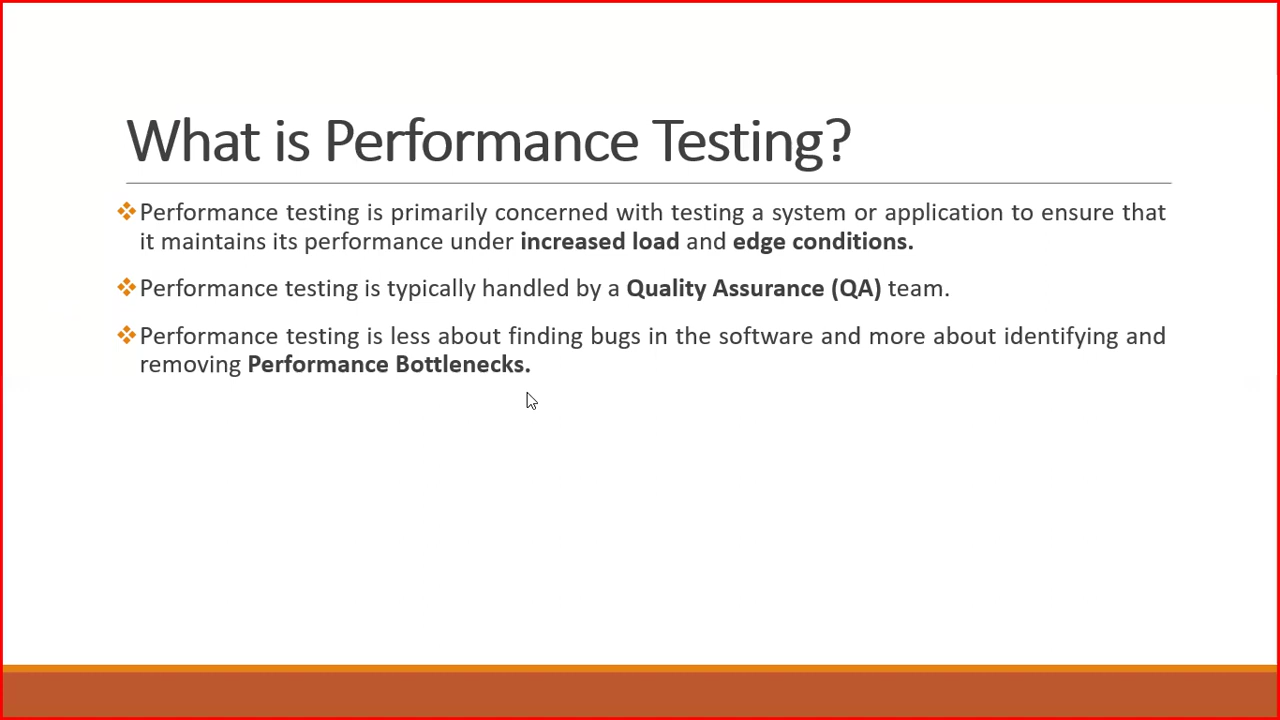 What is Performance Testing?
Performance testing is primarily concerned with testing a system or application to ensure that
it maintains its performance under increased load and edge conditions.
Performance testing is typically handled by a Quality Assurance (QA) team.
Performance testing is less about finding bugs in the software and more about identifying and
removing Performance Bottlenecks.